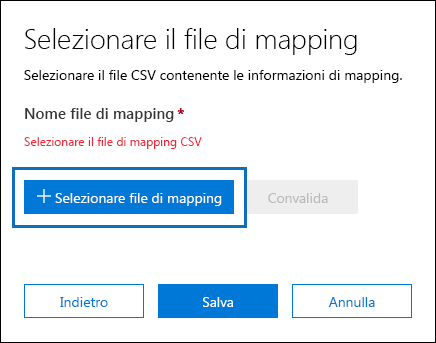 Selezionare il file di mapping
Selezionare il file CSV contenente le informazioni di mapping.
Nome file di mapping *
Selezionare il file di mapping CSV
+ Selezionare file di mapping
Convalida
Indietro
Salva
Annulla